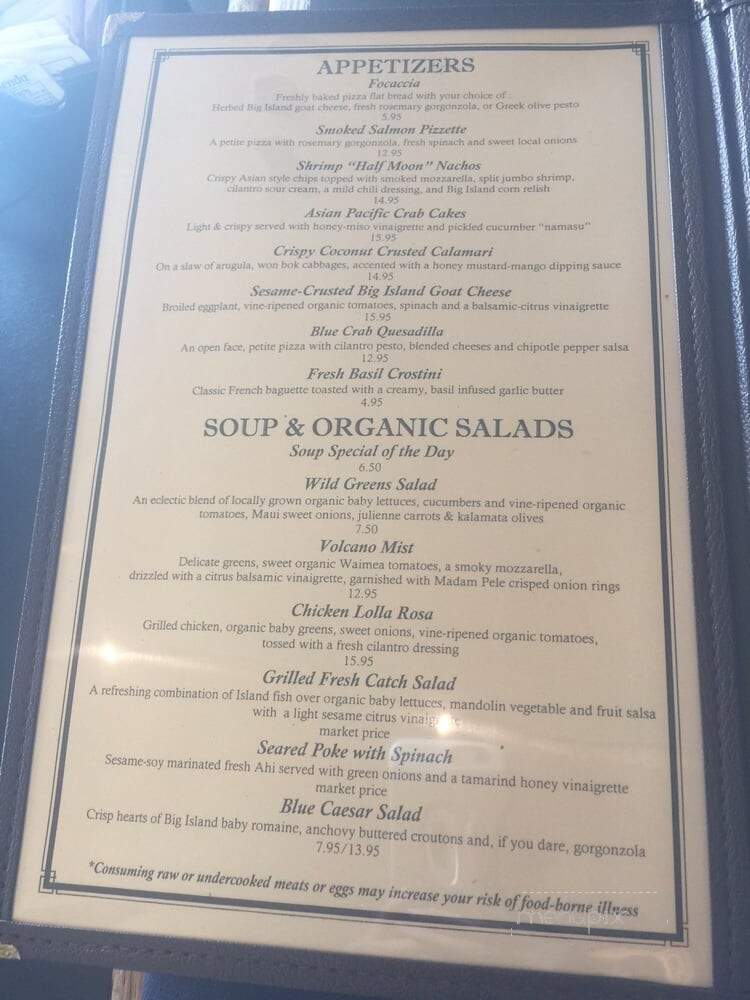 APPETIZERS
Focaccia
Freshly baked pizza flat bread with your choice of :
Herbed Big Island goat cheese, fresh rosemary gorgonzola, or Greek olive pesto
5.95
Smoked Salmon Pizzette
A petite pizza with rosemary gorgonzola, fresh spinach and sweet local onions
12.95
Shrimp "Half Moon" Nachos
Crispy Asian style chips topped with smoked mozzarella, split jumbo shrimp,
cilantro sour cream, a mild chili dressing, and Big Island corn relish
14.95
Asian Pacific Crab Cakes
Light & crispy served with honey-miso vinaigrette and pickled cucumber "namasu"
15.95
Crispy Coconut Crusted Calamari
On a slaw of arugula, won bok cabbages, accented with a honey mustard-mango dipping sauce
14.95
Sesame-Crusted Big Island Goat Cheese
Broiled eggplant, vine-ripened organic tomatoes, spinach and a balsamic-citrus vinaigrette
15.95
Blue Crab Quesadilla
An open face, petite pizza with cilantro pesto, blended cheeses and chipotle pepper salsa
12.95
Fresh Basil Crostini
Classic French baguette toasted with a creamy, basil infused garlic butter
4.95
SOUP & ORGANIC SALADS
Soup Special of the Day
6.50
Wild Greens Salad
An eclectic blend of locally grown organic baby lettuces, cucumbers and vine-ripened organic
tomatoes, Maui sweet onions, julienne carrots & kalamata olives
7.50
Volcano Mist
Delicate greens, sweet organic Waimea tomatoes, a smoky mozzarella,
drizzled with a citrus balsamic vinaigrette, garnished with Madam Pele crisped onion rings
12.95
Chicken Lolla Rosa
Grilled chicken, organic baby greens, sweet onions, vine-ripened organic tomatoes,
tossed with a fresh cilantro dressing
15.95
Grilled Fresh Catch Salad
A refreshing combination of Island fish over organic baby lettuces, mandolin vegetable and fruit salsa
with a light sesame citrus vinaigrette
market price
Seared Poke with Spinach
Sesame-soy marinated fresh Ahi served with green onions and a tamarind honey vinaigrette
market price
Blue Caesar Salad
Crisp hearts of Big Island baby romaine, anchovy buttered croutons and, if you dare, gorgonzola
7.95/13.95
*Consuming raw or undercooked meats or eggs may increase your risk of food-borne illness